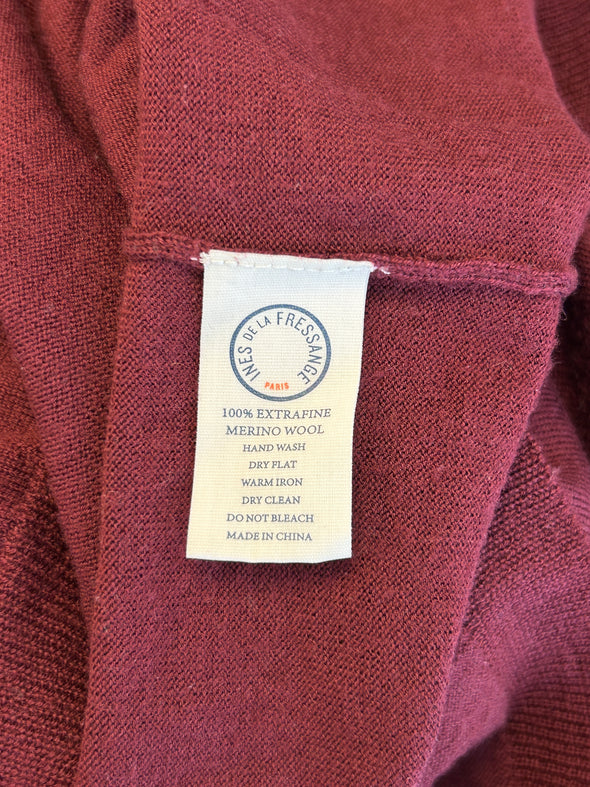 INES DE LA FRESSANGE
PARIS
100% EXTRAFINE
MERINO WOOL
HAND WASH
DRY FLAT
WARM IRON
DRY CLEAN
DO NOT BLEACH
MADE IN CHINA